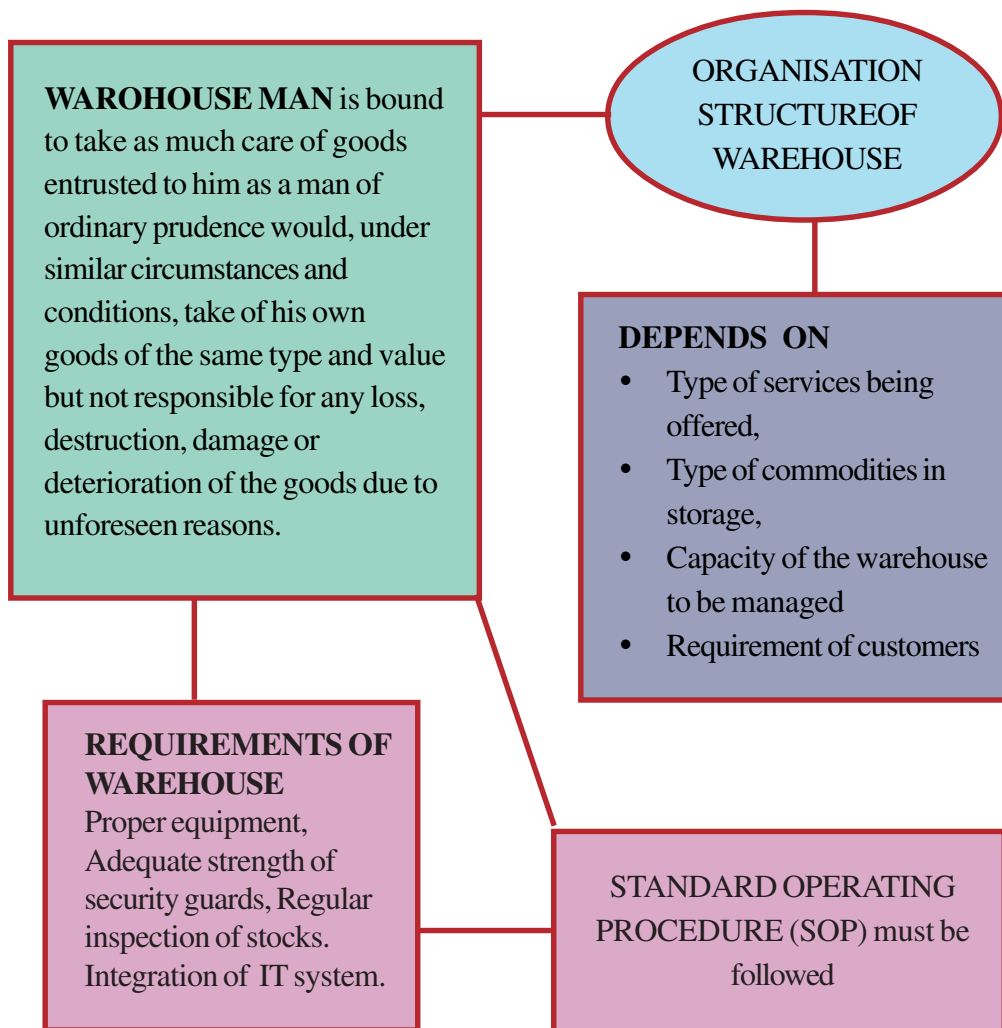 WAROHOUSE MAN is bound
to take as much care of goods
entrusted to him as a man of
ordinary prudence would, under
similar circumstances and
conditions, take of his own
goods of the same type and value
but not responsible for any loss,
destruction, damage or
deterioration of the goods due to
unforeseen reasons.
ORGANISATION
STRUCTUREOF
WAREHOUSE
DEPENDS ON
• Type of services being
offered,
• Type of commodities in
storage,
• Capacity of the warehouse
to be managed
• Requirement of customers
REQUIREMENTS OF
WAREHOUSE
Proper equipment,
Adequate strength of
security guards, Regular
inspection of stocks.
Integration of IT system.
STANDARD OPERATING
PROCEDURE (SOP) must be
followed